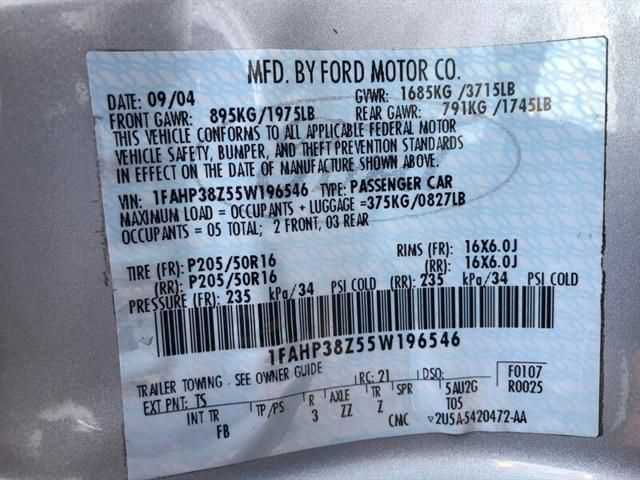 MFD. BY FORD MOTOR CO.
DATE: 09/04 GVWR: 1685KG /3715LB
FRONT GAWR: 895KG/1975LB REAR GAWR: 791KG /1745LB
THIS VEHICLE CONFORMS TO ALL APPLICABLE FEDERAL MOTOR
VEHICLE SAFETY, BUMPER, AND THEFT PREVENTION STANDARDS
IN EFFECT ON THE DATE OF MANUFACTURE SHOWN ABOVE.
VIN: 1FAHP38Z55W196546 TYPE: PASSENGER CAR
MAXIMUM LOAD = OCCUPANTS + LUGGAGE =375KG/0827LB
OCCUPANTS = 05 TOTAL; 2 FRONT, 03 REAR
TIRE (FR): P205/50R16 RIMS (FR): 16X6.0J
(RR): P205/50R16 (RR): 16X6.0J
PRESSURE (FR): 235 kPa/34 PSI COLD (RR): 235 kPa/34 PSI COLD
1FAHP38Z55W196546
TRAILER TOWING - SEE OWNER GUIDE RC: 21 DSO: F0107
EXT PNT: TS R0025
INT TR TP/PS R AXLE TR SPR 5AU2G
FB 3 ZZ Z T05
CMC 2U5A-5420472-AA